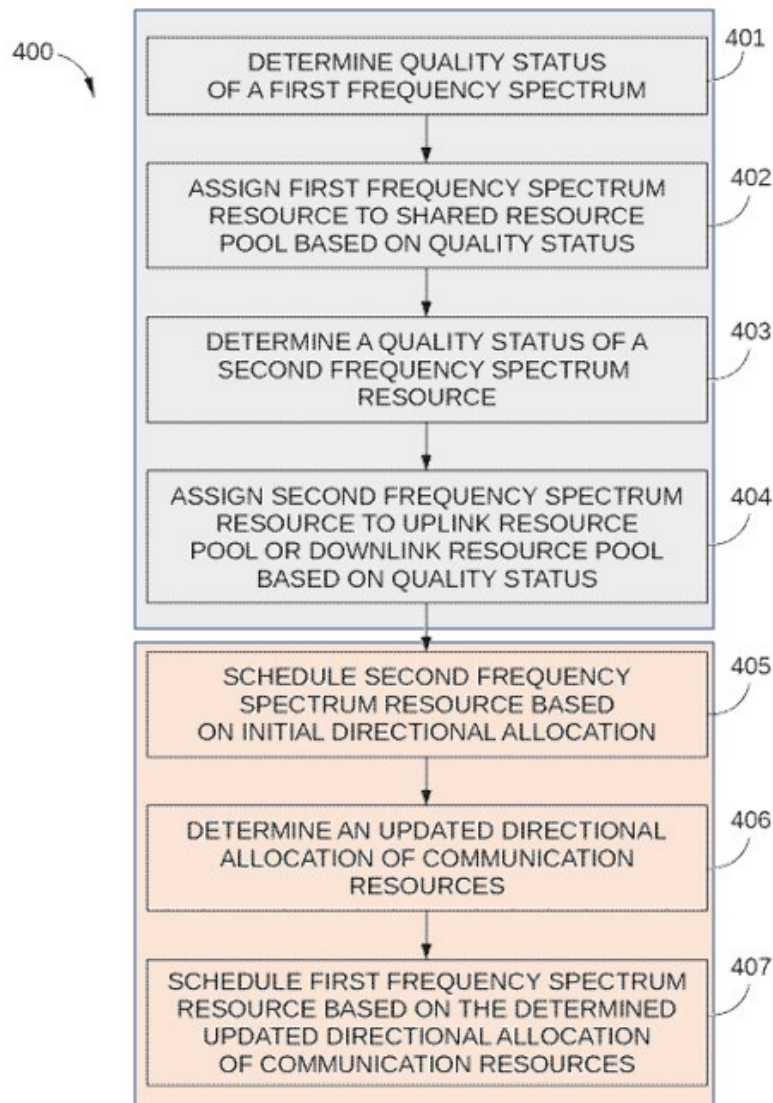 400
401
DETERMINE QUALITY STATUS
OF A FIRST FREQUENCY SPECTRUM
402
ASSIGN FIRST FREQUENCY SPECTRUM
RESOURCE TO SHARED RESOURCE
POOL BASED ON QUALITY STATUS
403
DETERMINE A QUALITY STATUS OF A
SECOND FREQUENCY SPECTRUM
RESOURCE
404
ASSIGN SECOND FREQUENCY SPECTRUM
RESOURCE TO UPLINK RESOURCE
POOL OR DOWNLINK RESOURCE POOL
BASED ON QUALITY STATUS
405
SCHEDULE SECOND FREQUENCY
SPECTRUM RESOURCE BASED
ON INITIAL DIRECTIONAL ALLOCATION
406
DETERMINE AN UPDATED DIRECTIONAL
ALLOCATION OF COMMUNICATION
RESOURCES
407
SCHEDULE FIRST FREQUENCY SPECTRUM
RESOURCE BASED ON THE DETERMINED
UPDATED DIRECTIONAL ALLOCATION
OF COMMUNICATION RESOURCES